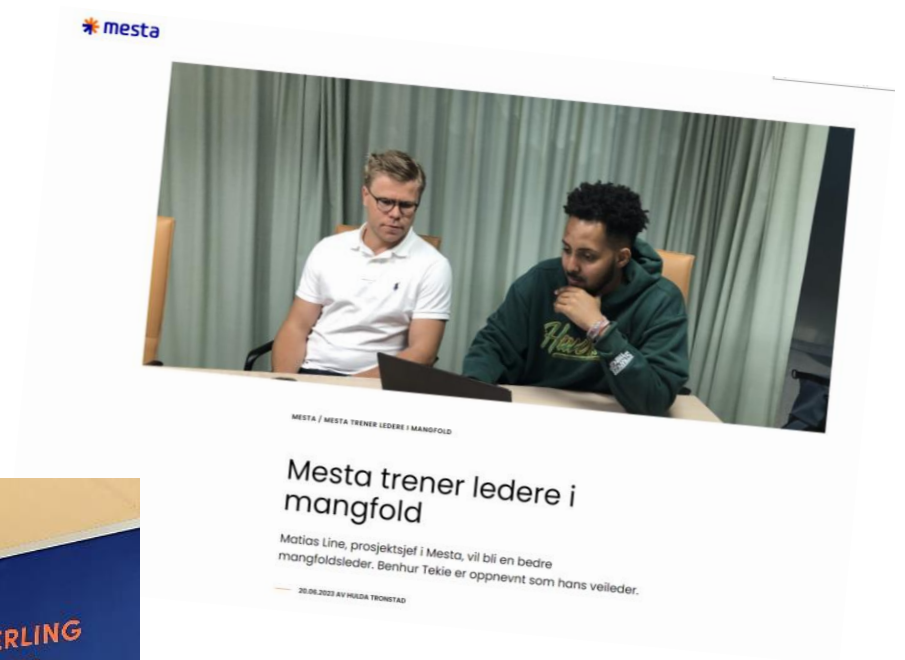 mesta
MESTA / MESTA TRENER LEDERE I MANGFOLD
Mesta trener ledere i
mangfold
Matias Line, prosjektsjef i Mesta, vil bli en bedre
mangfoldsleder. Benhur Tekie er oppnevnt som hans veileder.
20.06.2023 AV HULDA TRONSTAD
ERLING